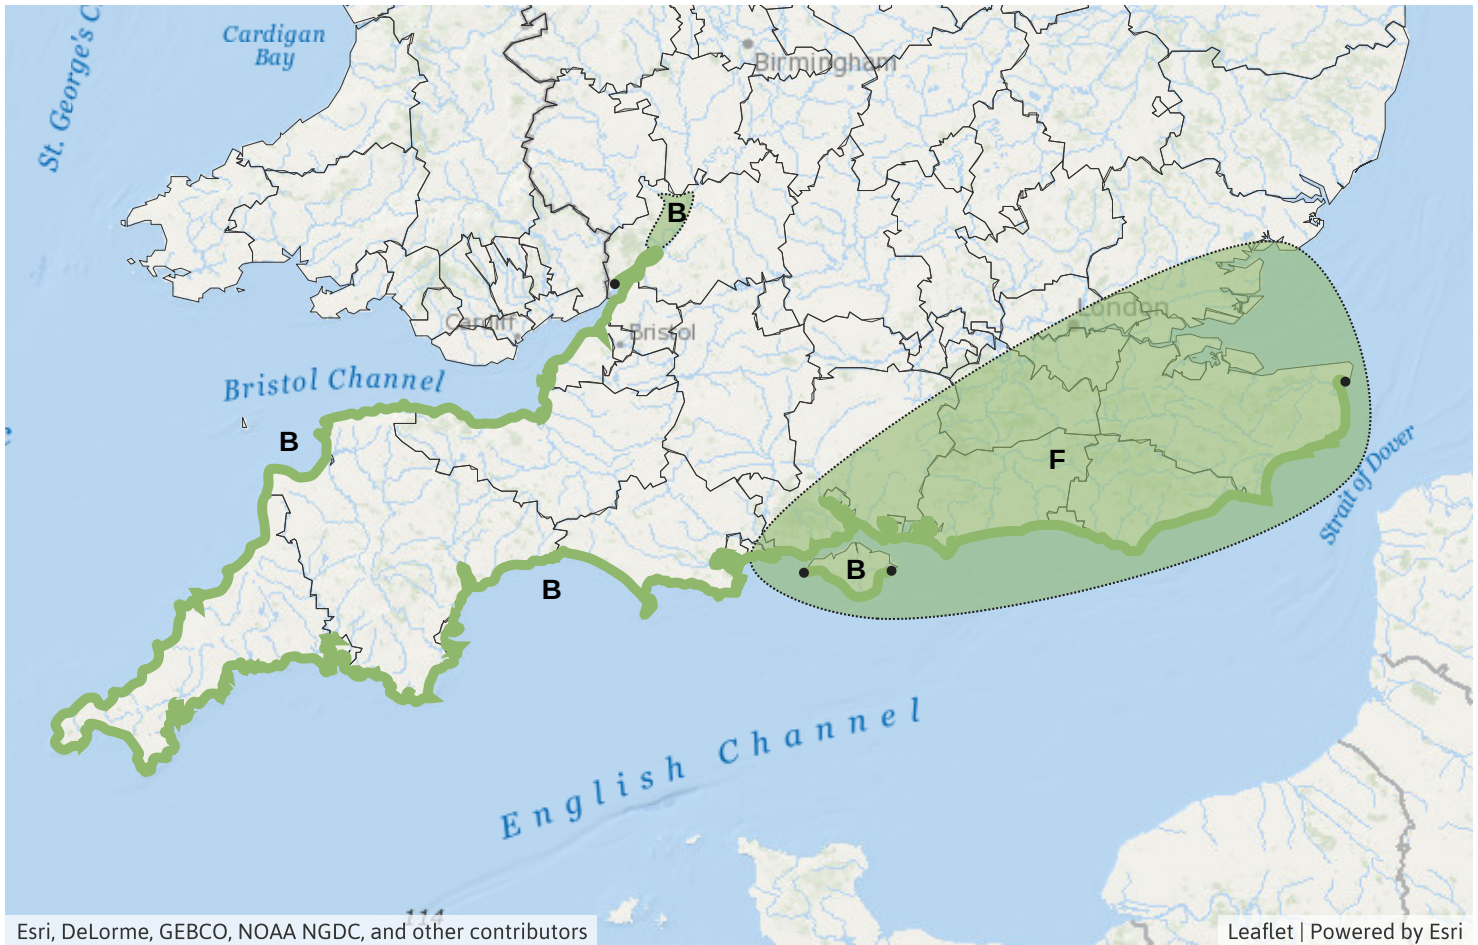 St. George's C
Cardigan
Bay
Birmingham
B
London
Cardiff
Bristol
Bristol Channel
B
F
Strait of Dover
B
B
English Channel
114
Esri, DeLorme, GEBCO, NOAA NGDC, and other contributors
Leaflet | Powered by Esri